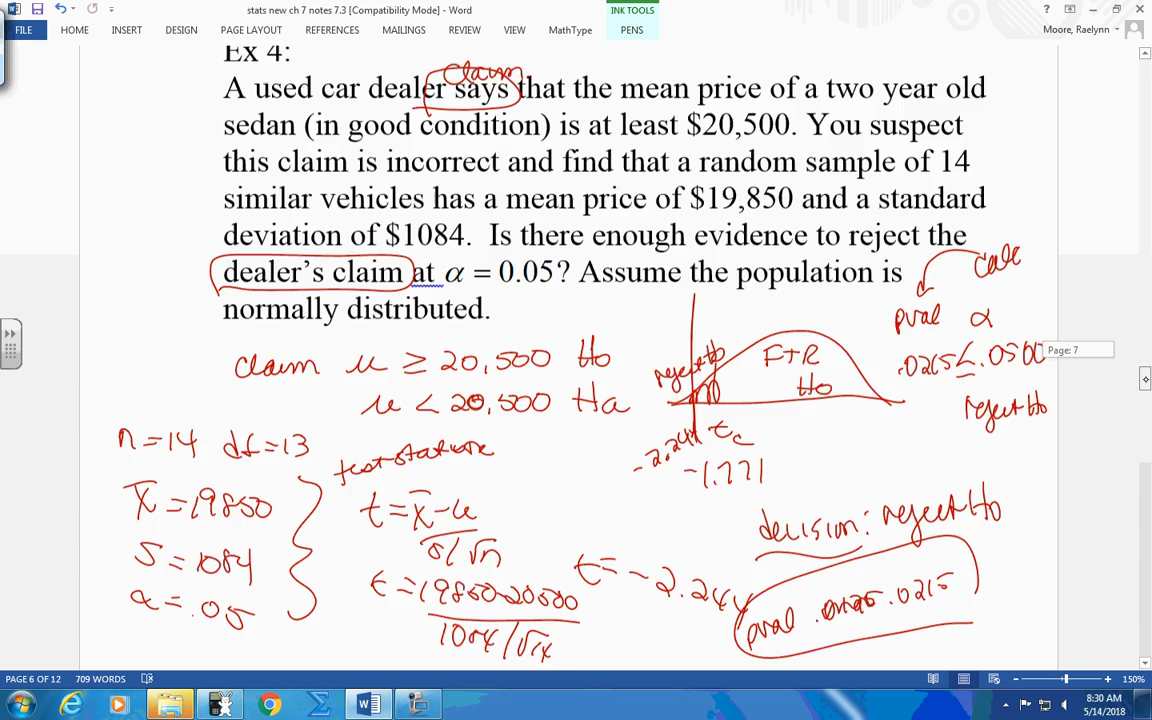 stats new ch 7 notes 7.3 [Compatibility Mode] - Word
INK TOOLS
FILE HOME INSERT DESIGN PAGE LAYOUT REFERENCES MAILINGS REVIEW VIEW MathType PENS
Moore, Raelynn
Ex 4:
claim
A used car dealer says that the mean price of a two year old
sedan (in good condition) is at least $20,500. You suspect
this claim is incorrect and find that a random sample of 14
similar vehicles has a mean price of $19,850 and a standard
deviation of $1084. Is there enough evidence to reject the
dealer's claim at α = 0.05? Assume the population is
normally distributed.
calc
pval α
.0215 ≤ .0500
reject Ho
Page: 7
claim μ ≥ 20,500 Ho
μ < 20,500 Ha
reject Ho
FTR
Ho
-2.244 tc
-1.771
n=14 df=13
x̄ = 19850
s = 1084
α = .05
test statistic
t = x̄-μ
s/√n
t = 19850-20500
1084/√14
t = -2.244
decision: reject Ho
pval .0215
PAGE 6 OF 12 709 WORDS
150%
8:30 AM
5/14/2018